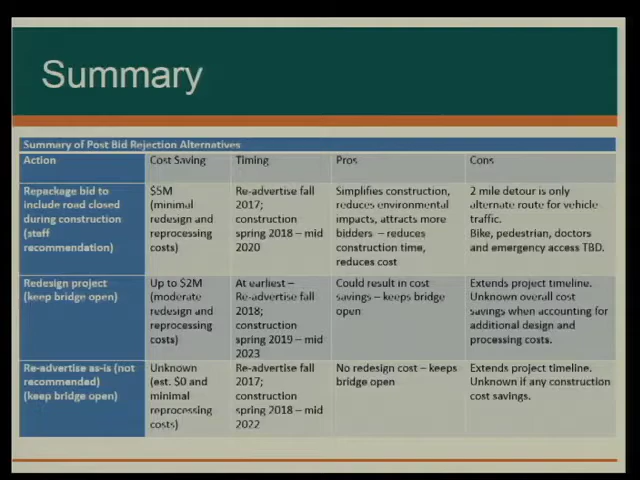 Summary
Summary of Post Bid Rejection Alternatives
Action
Cost Saving
Timing
Pros
Cons
Repackage bid to
include road closed
during construction
(staff
recommendation)
$5M
(minimal
redesign and
reprocessing
costs)
Re-advertise fall
2017;
construction
spring 2018 – mid
2020
Simplifies construction,
reduces environmental
impacts, attracts more
bidders – reduces
construction time,
reduces cost
2 mile detour is only
alternate route for vehicle
traffic.
Bike, pedestrian, doctors
and emergency access TBD.
Redesign project
(keep bridge open)
Up to $2M
(moderate
redesign and
reprocessing
costs)
At earliest –
Re-advertise fall
2018;
construction
spring 2019 – mid
2023
Could result in cost
savings – keeps bridge
open
Extends project timeline.
Unknown overall cost
savings when accounting for
additional design and
processing costs.
Re-advertise as-is (not
recommended)
(keep bridge open)
Unknown
(est. $0 and
minimal
reprocessing
costs)
Re-advertise fall
2017;
construction
spring 2018 – mid
2022
No redesign cost – keeps
bridge open
Extends project timeline.
Unknown if any construction
cost savings.